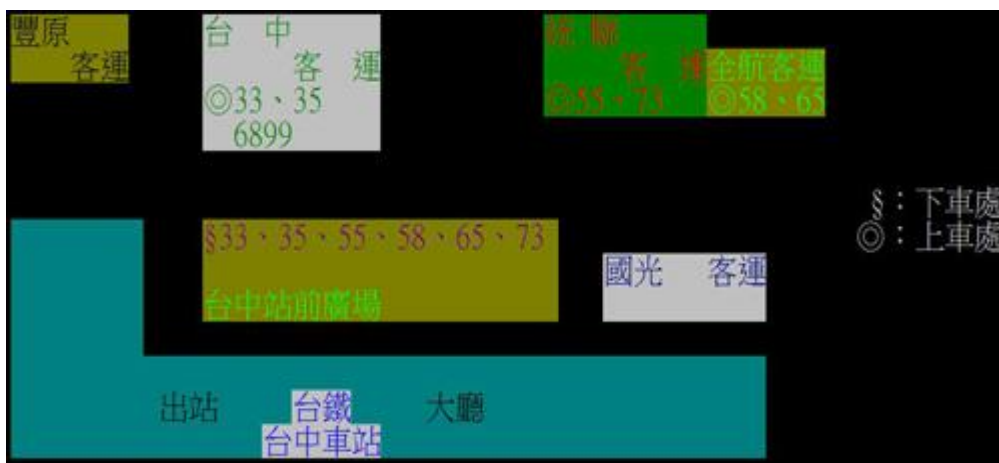 豐原
客運
台 中
客 運
◎33、35
6899
統 聯
客 運
◎55、73
全航客運
◎58、65
§：下車處
◎：上車處
§33、35、55、58、65、73
台中站前廣場
國光 客運
出站 台鐵 大廳
台中車站